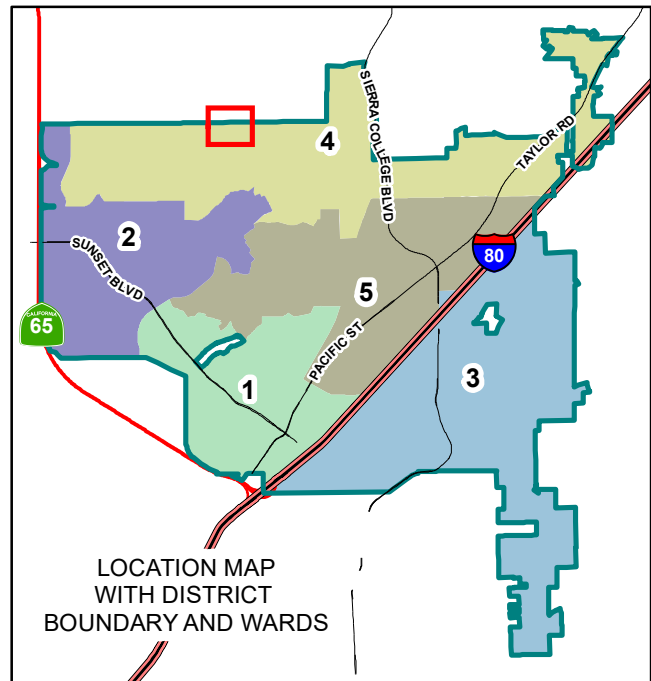 SIERRA COLLEGE BLVD
TAYLOR RD
4
2
SUNSET BLVD
80
5
CALIFORNIA
65
PACIFIC ST
1
3
LOCATION MAP
WITH DISTRICT
BOUNDARY AND WARDS